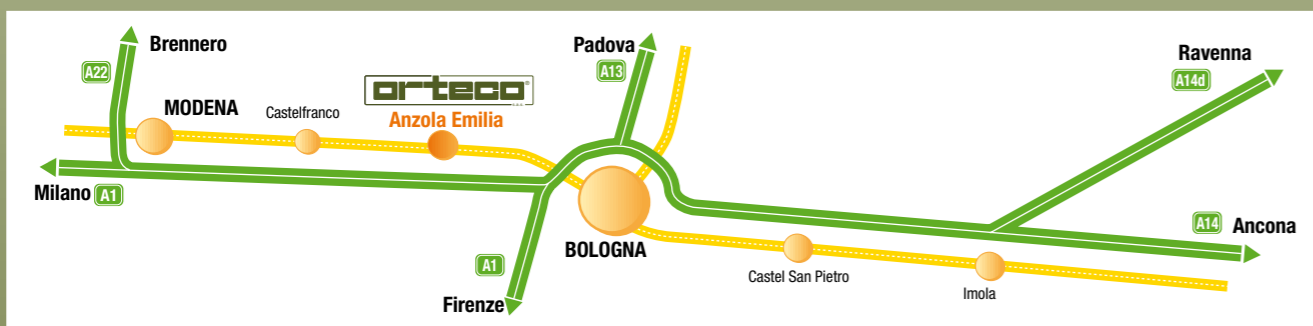 Brennero
A22
MODENA
Castelfranco
orteco
Anzola Emilia
Padova
A13
Ravenna
A14d
Milano A1
A1
Firenze
BOLOGNA
Castel San Pietro
Imola
A14
Ancona